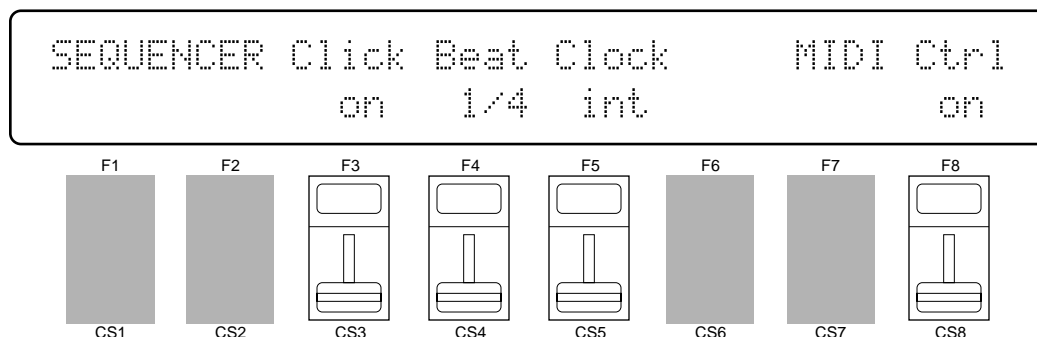 SEQUENCER Click Beat Clock MIDI Ctrl
on 1/4 int on
F1 F2 F3 F4 F5 F6 F7 F8
CS1 CS2 CS3 CS4 CS5 CS6 CS7 CS8